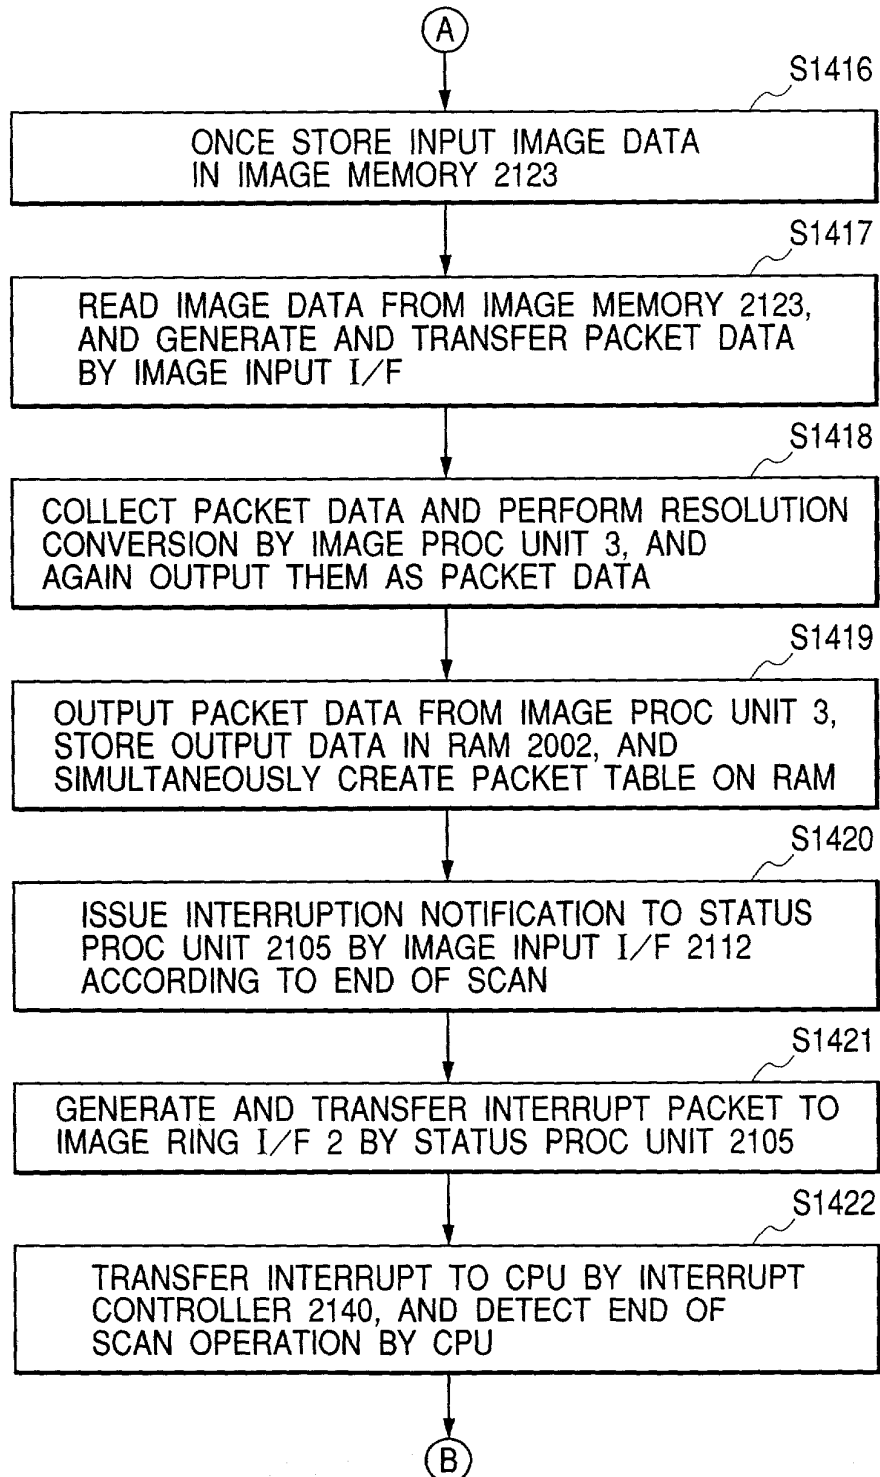 A
S1416
ONCE STORE INPUT IMAGE DATA
IN IMAGE MEMORY 2123
S1417
READ IMAGE DATA FROM IMAGE MEMORY 2123,
AND GENERATE AND TRANSFER PACKET DATA
BY IMAGE INPUT I/F
S1418
COLLECT PACKET DATA AND PERFORM RESOLUTION
CONVERSION BY IMAGE PROC UNIT 3, AND
AGAIN OUTPUT THEM AS PACKET DATA
S1419
OUTPUT PACKET DATA FROM IMAGE PROC UNIT 3,
STORE OUTPUT DATA IN RAM 2002, AND
SIMULTANEOUSLY CREATE PACKET TABLE ON RAM
S1420
ISSUE INTERRUPTION NOTIFICATION TO STATUS
PROC UNIT 2105 BY IMAGE INPUT I/F 2112
ACCORDING TO END OF SCAN
S1421
GENERATE AND TRANSFER INTERRUPT PACKET TO
IMAGE RING I/F 2 BY STATUS PROC UNIT 2105
S1422
TRANSFER INTERRUPT TO CPU BY INTERRUPT
CONTROLLER 2140, AND DETECT END OF
SCAN OPERATION BY CPU
B